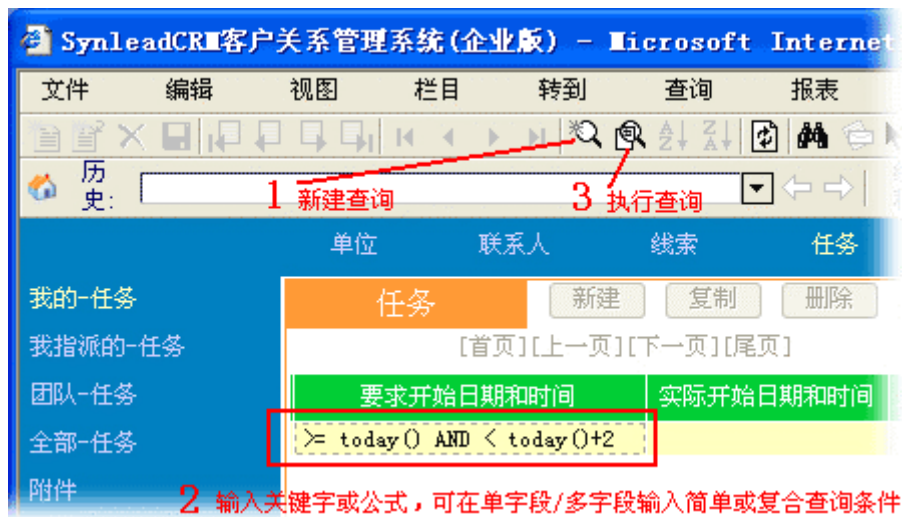 SynleadCRM客户关系管理系统(企业版) - Microsoft Internet
文件 编辑 视图 栏目 转到 查询 报表
历史:
1 新建查询 3 执行查询
单位 联系人 线索 任务
我的-任务 任务 新建 复制 删除
我指派的-任务 [首页][上一页][下一页][尾页]
团队-任务 要求开始日期和时间 实际开始日期和时间
全部-任务 >= today() AND < today()+2
附件 2 输入关键字或公式，可在单字段/多字段输入简单或复合查询条件